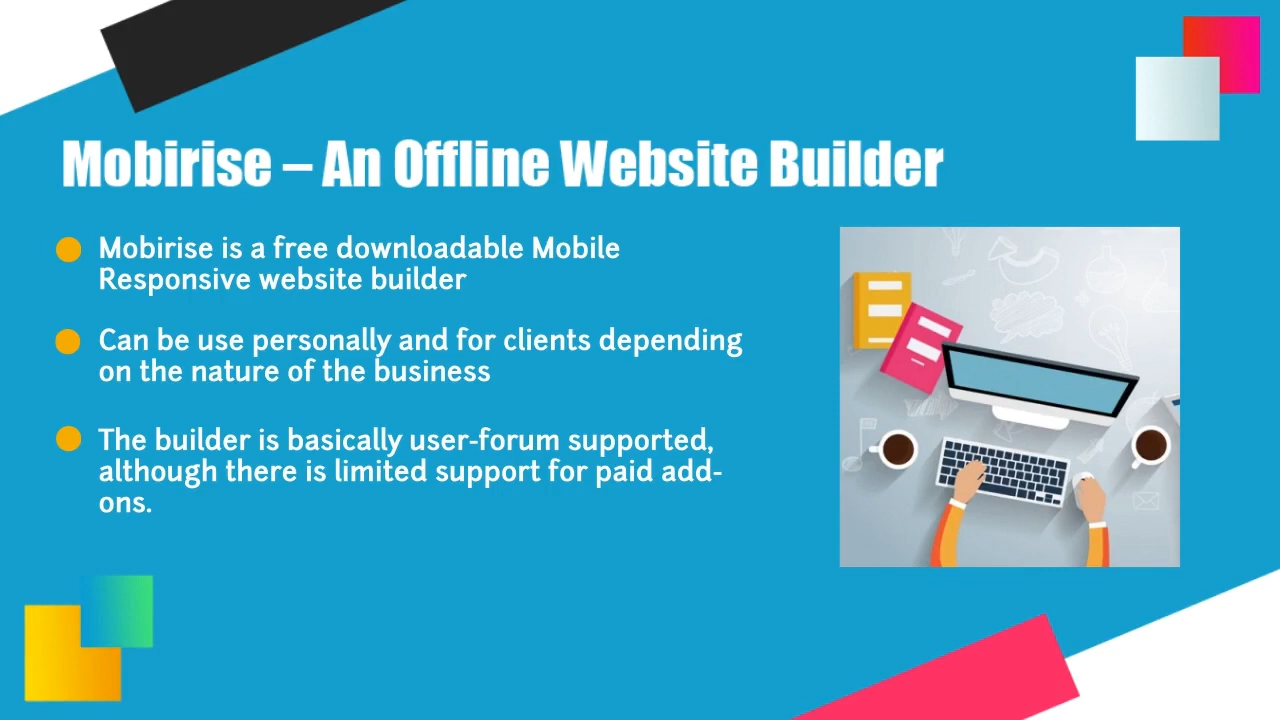 Mobirise – An Offline Website Builder
Mobirise is a free downloadable Mobile
Responsive website builder
Can be use personally and for clients depending
on the nature of the business
The builder is basically user-forum supported,
although there is limited support for paid add-
ons.